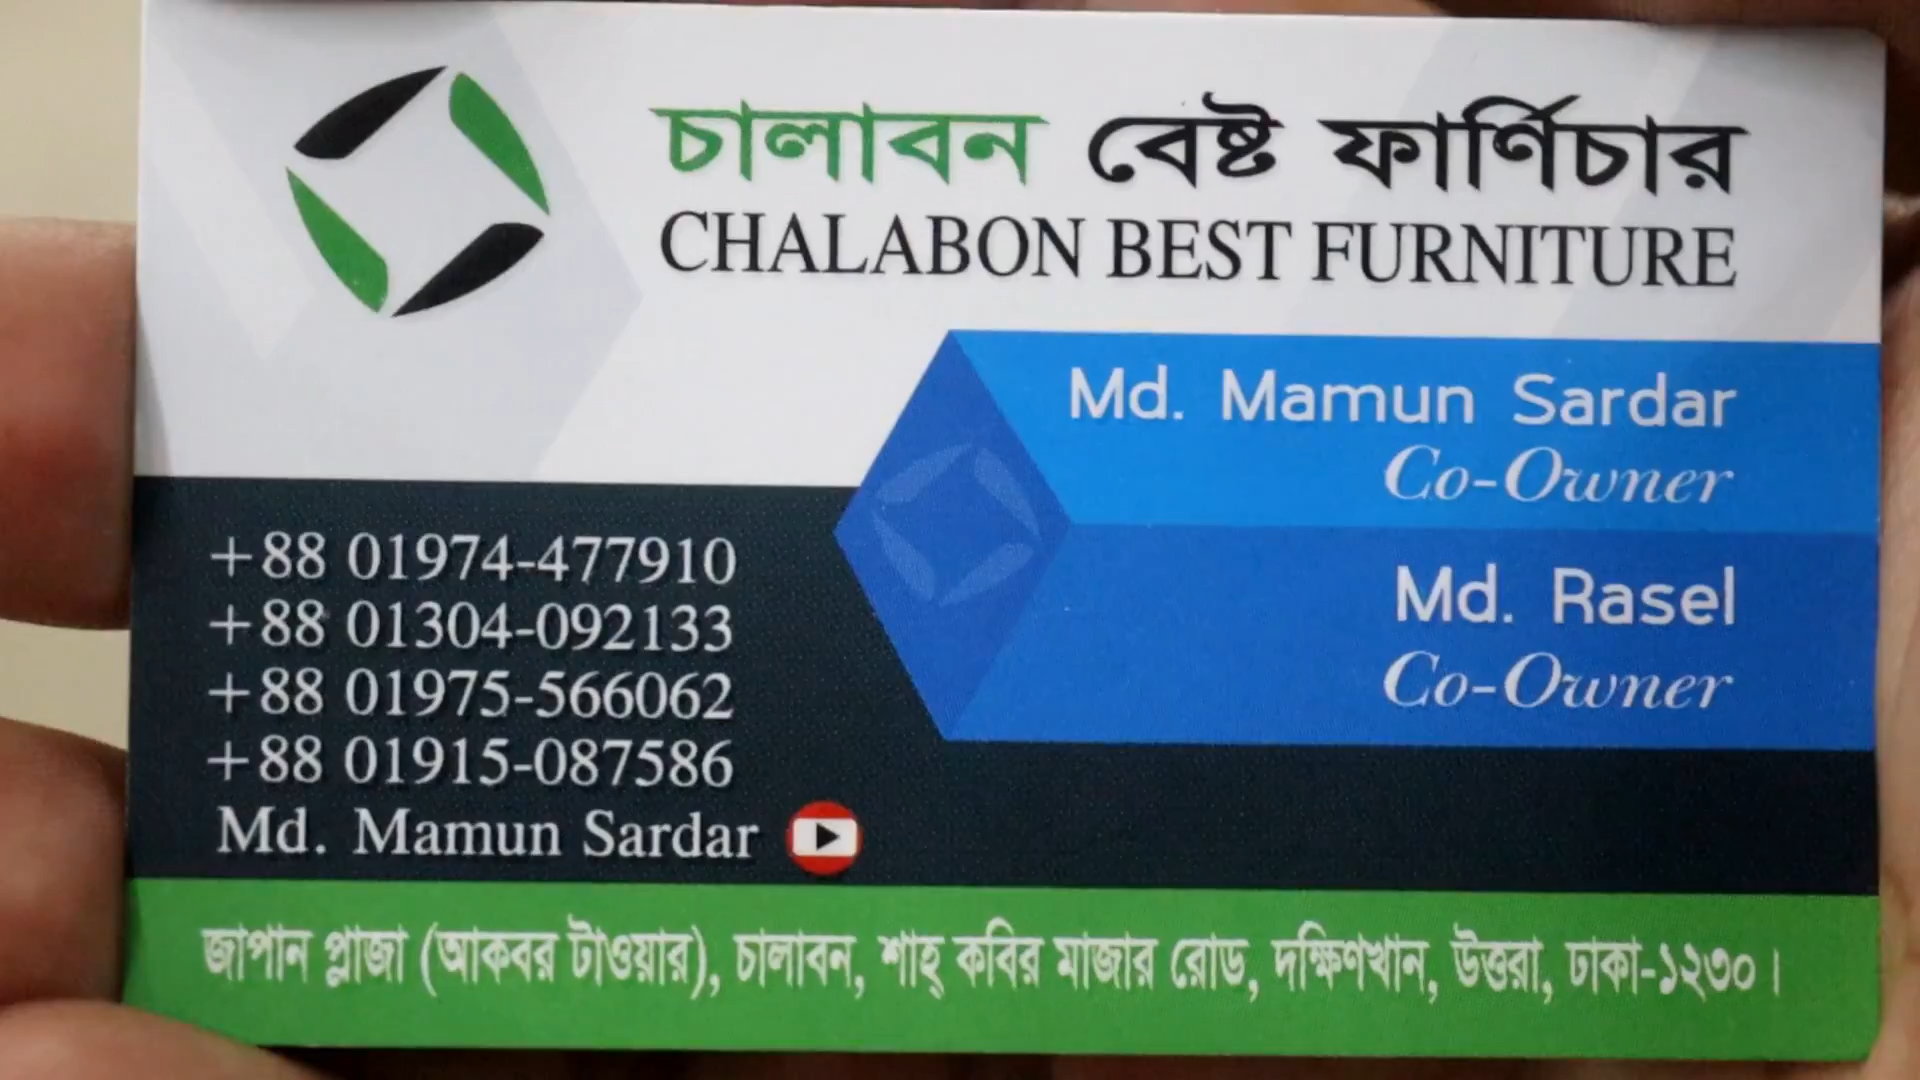 চালাবন বেষ্ট ফার্ণিচার
CHALABON BEST FURNITURE
Md. Mamun Sardar
Co-Owner
Md. Rasel
Co-Owner
+88 01974-477910
+88 01304-092133
+88 01975-566062
+88 01915-087586
Md. Mamun Sardar
জাপান প্লাজা (আকবর টাওয়ার), চালাবন, শাহ্ কবির মাজার রোড, দক্ষিণখান, উত্তরা, ঢাকা-১২৩০।